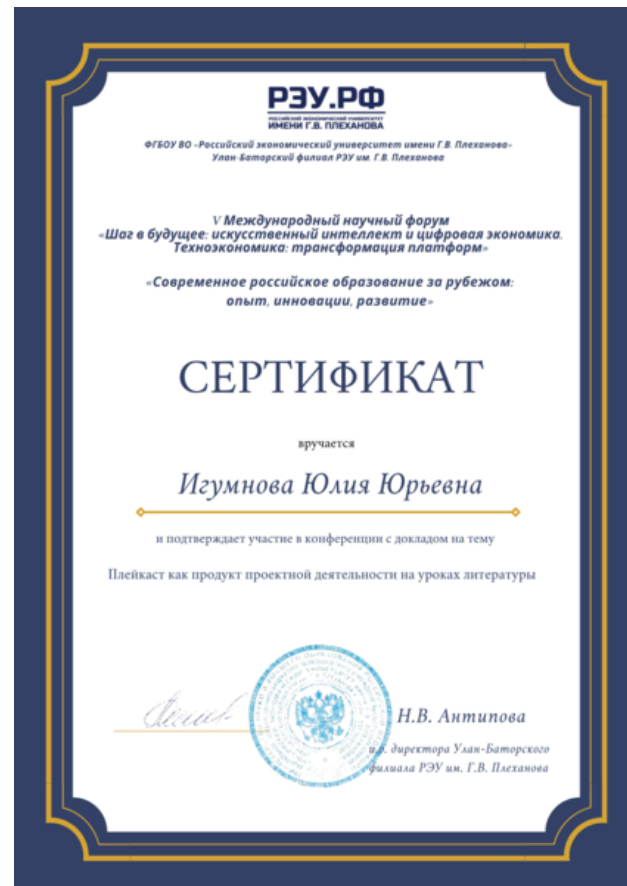 РЭУ.РФ
РОССИЙСКИЙ ЭКОНОМИЧЕСКИЙ УНИВЕРСИТЕТ
ИМЕНИ Г.В. ПЛЕХАНОВА
ФГБОУ ВО «Российский экономический университет имени Г.В. Плеханова»
Улан-Баторский филиал РЭУ им. Г.В. Плеханова
V Международный научный форум
«Шаг в будущее: искусственный интеллект и цифровая экономика.
Техноэкономика: трансформация платформ»
«Современное российское образование за рубежом:
опыт, инновации, развитие»
СЕРТИФИКАТ
вручается
Игумнова Юлия Юрьевна
и подтверждает участие в конференции с докладом на тему
Плейкаст как продукт проектной деятельности на уроках литературы
Н.В. Антипова
и.о. директора Улан-Баторского
филиала РЭУ им. Г.В. Плеханова